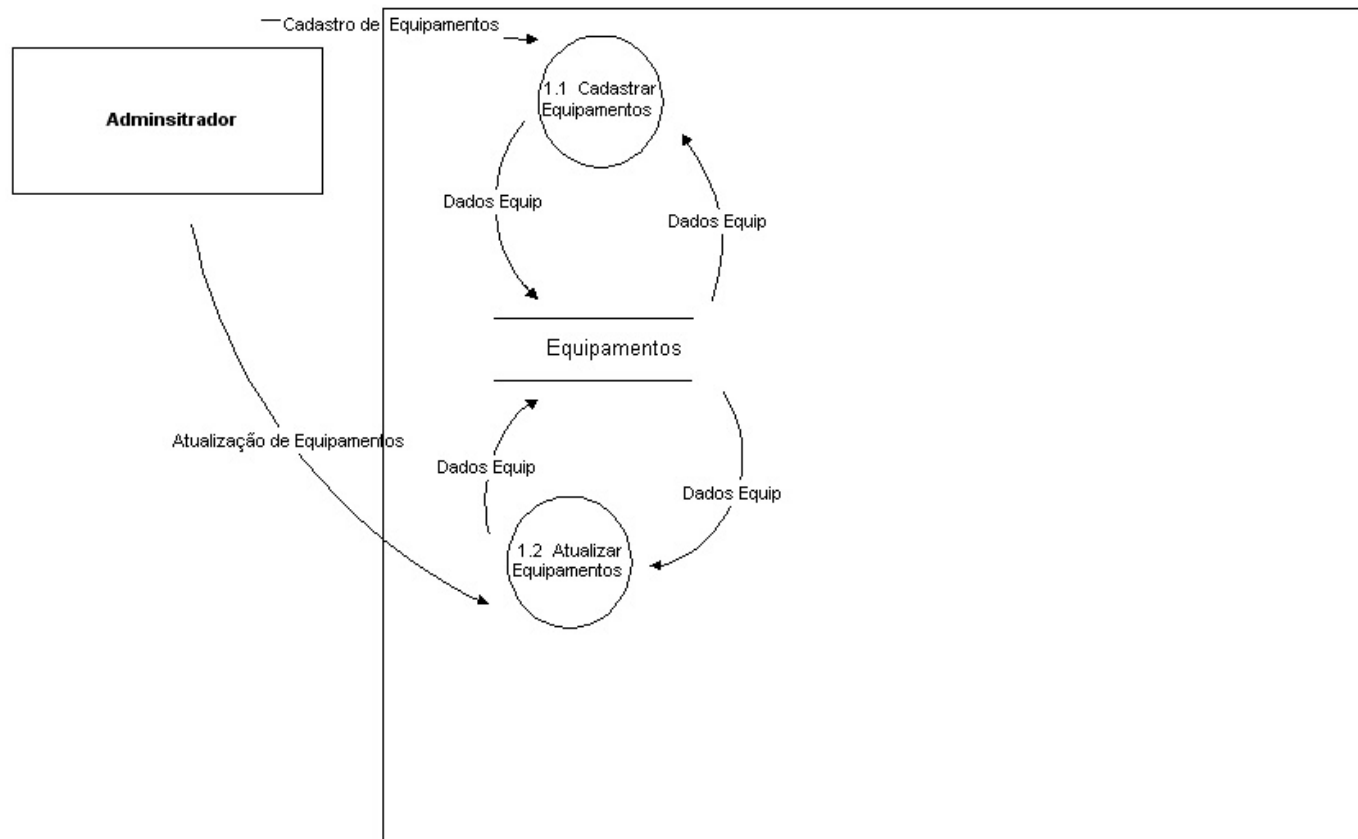 Cadastro de Equipamentos
Adminsitrador
1.1 Cadastrar
Equipamentos
Dados Equip
Dados Equip
Equipamentos
Atualização de Equipamentos
Dados Equip
Dados Equip
1.2 Atualizar
Equipamentos